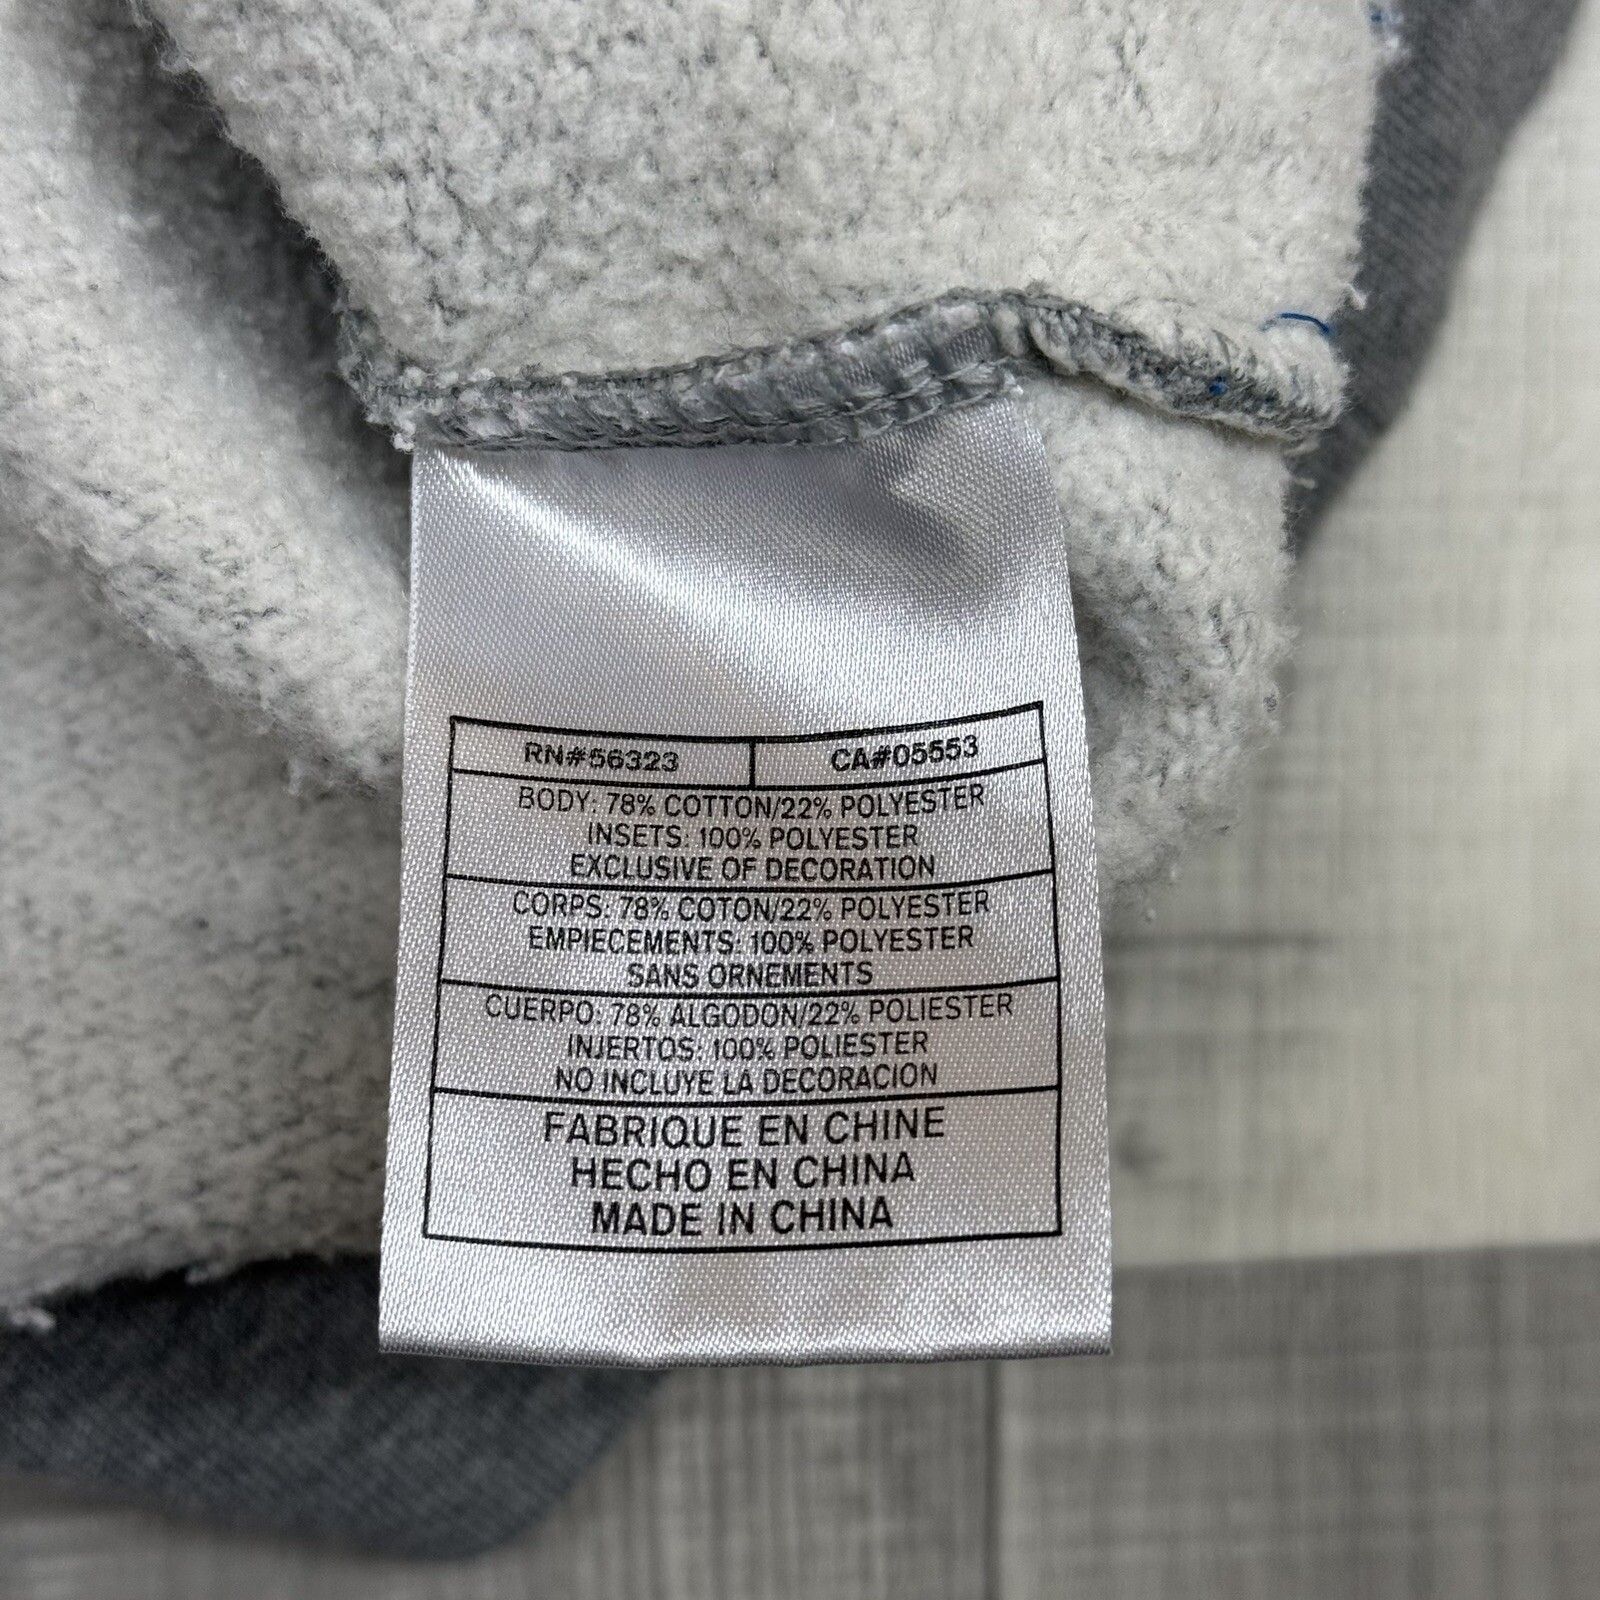 RN#56323 CA#05553
BODY: 78% COTTON/22% POLYESTER
INSETS: 100% POLYESTER
EXCLUSIVE OF DECORATION
CORPS: 78% COTON/22% POLYESTER
EMPIECEMENTS: 100% POLYESTER
SANS ORNEMENTS
CUERPO: 78% ALGODON/22% POLIESTER
INJERTOS: 100% POLIESTER
NO INCLUYE LA DECORACION
FABRIQUE EN CHINE
HECHO EN CHINA
MADE IN CHINA